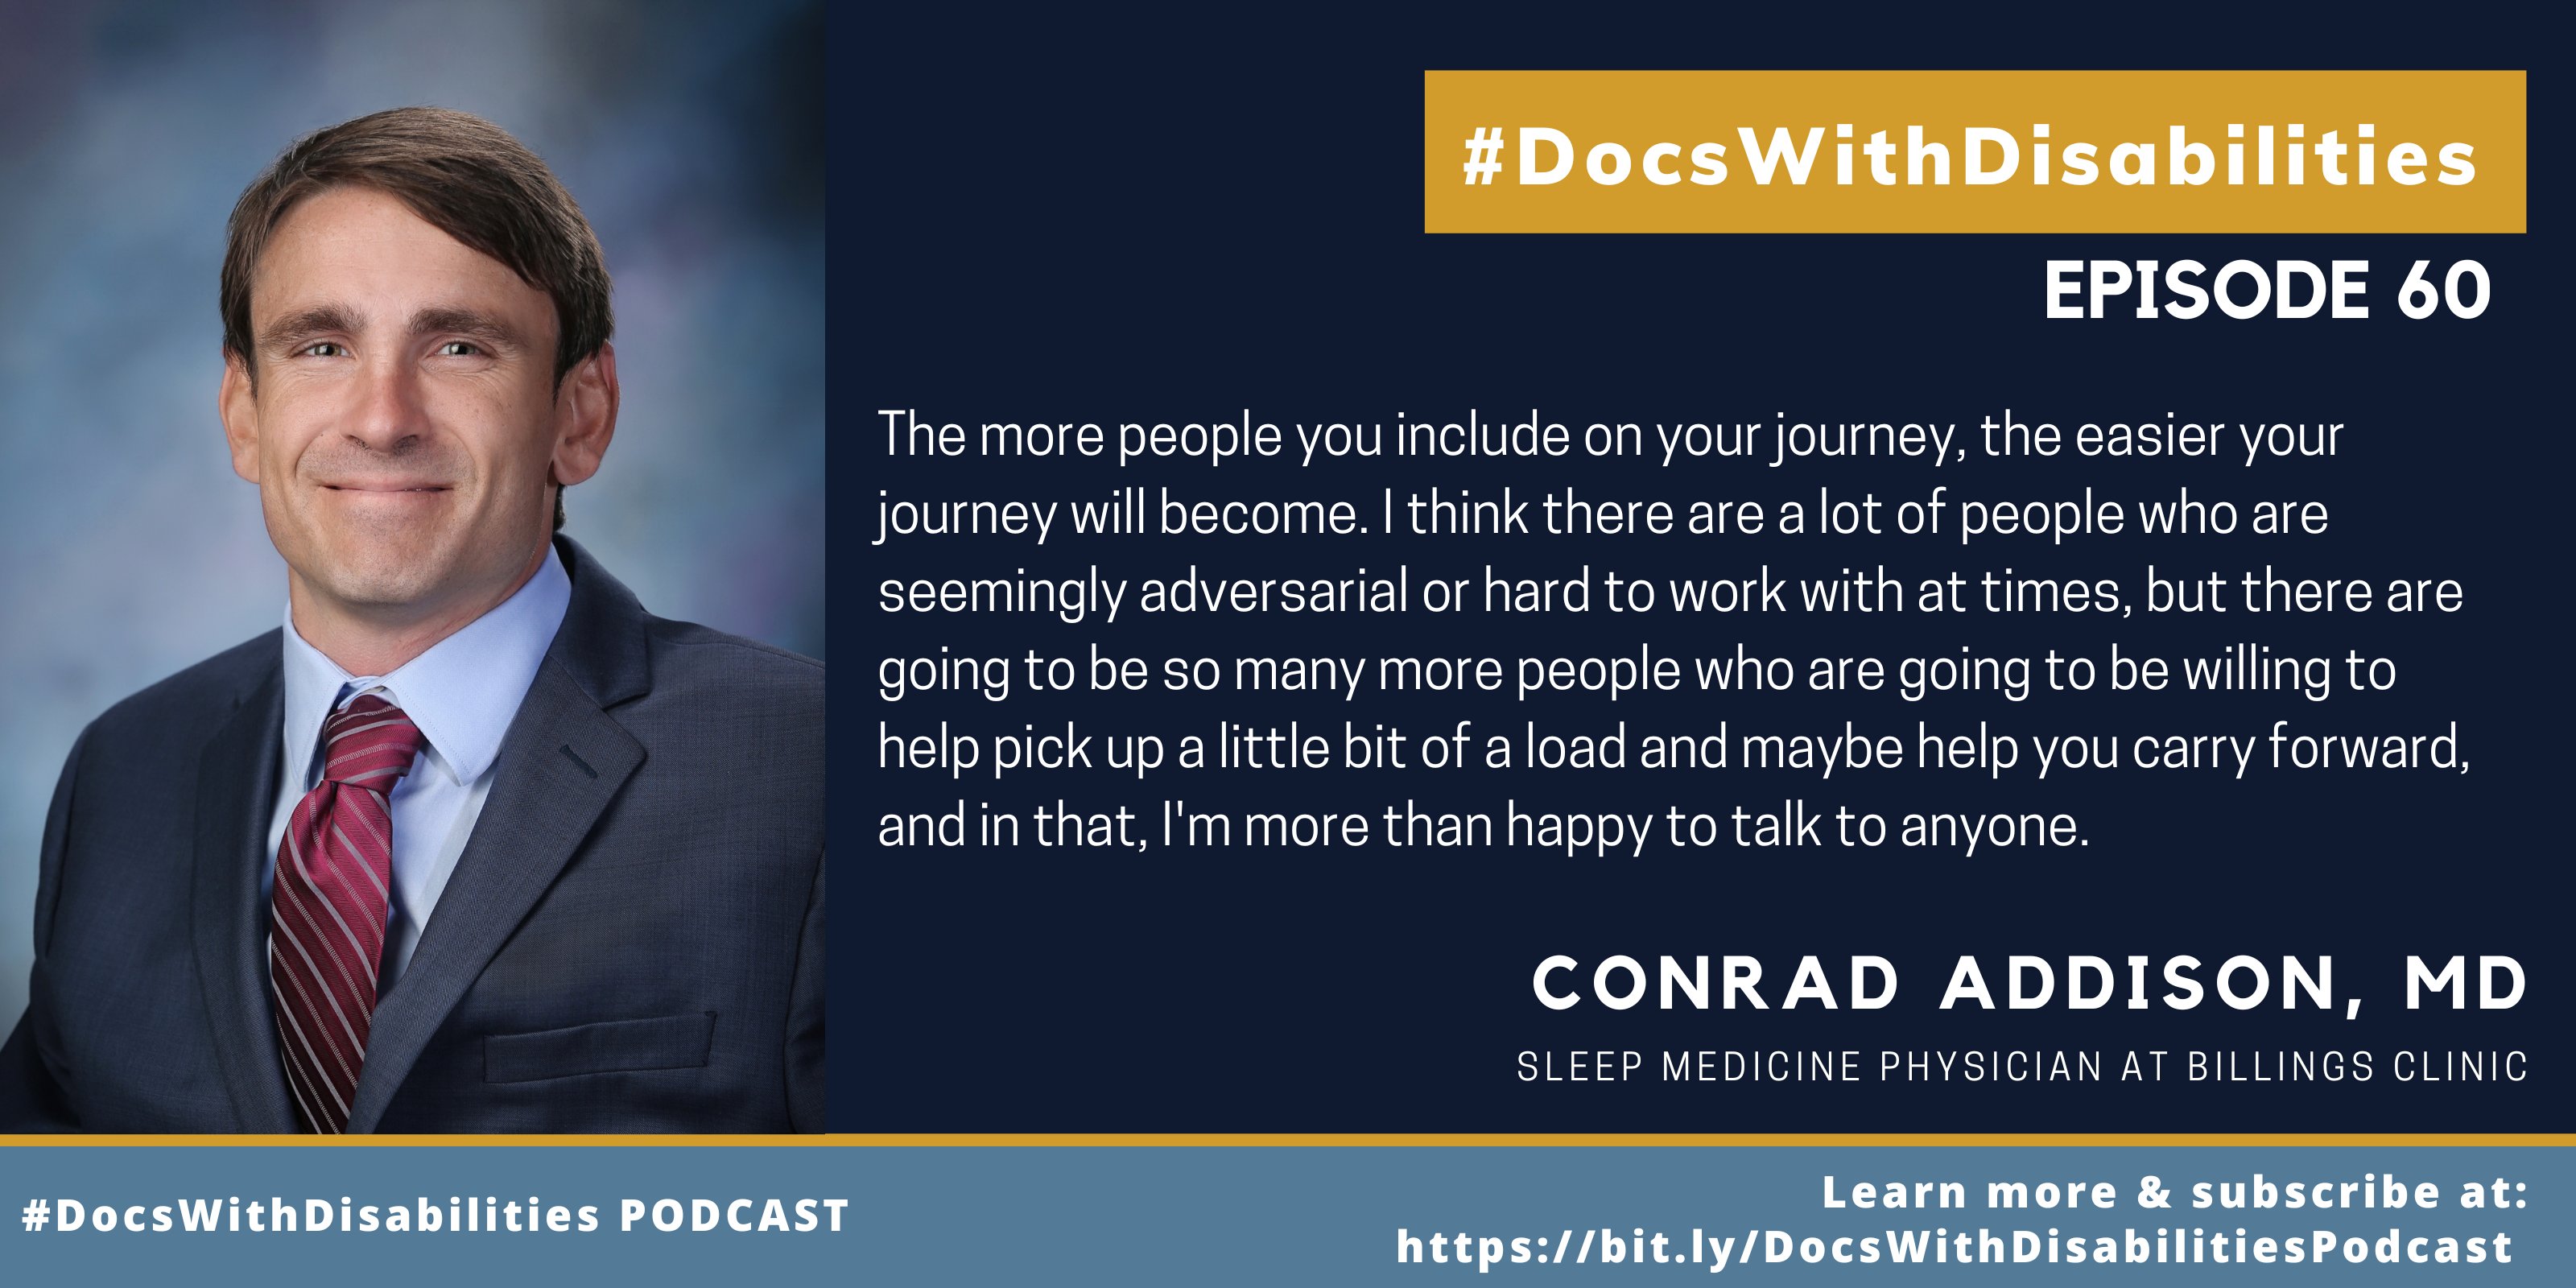 #DocsWithDisabilities
EPISODE 60
The more people you include on your journey, the easier your
journey will become. I think there are a lot of people who are
seemingly adversarial or hard to work with at times, but there are
going to be so many more people who are going to be willing to
help pick up a little bit of a load and maybe help you carry forward,
and in that, I'm more than happy to talk to anyone.
CONRAD ADDISON, MD
SLEEP MEDICINE PHYSICIAN AT BILLINGS CLINIC
#DocsWithDisabilities PODCAST
Learn more & subscribe at:
https://bit.ly/DocsWithDisabilitiesPodcast